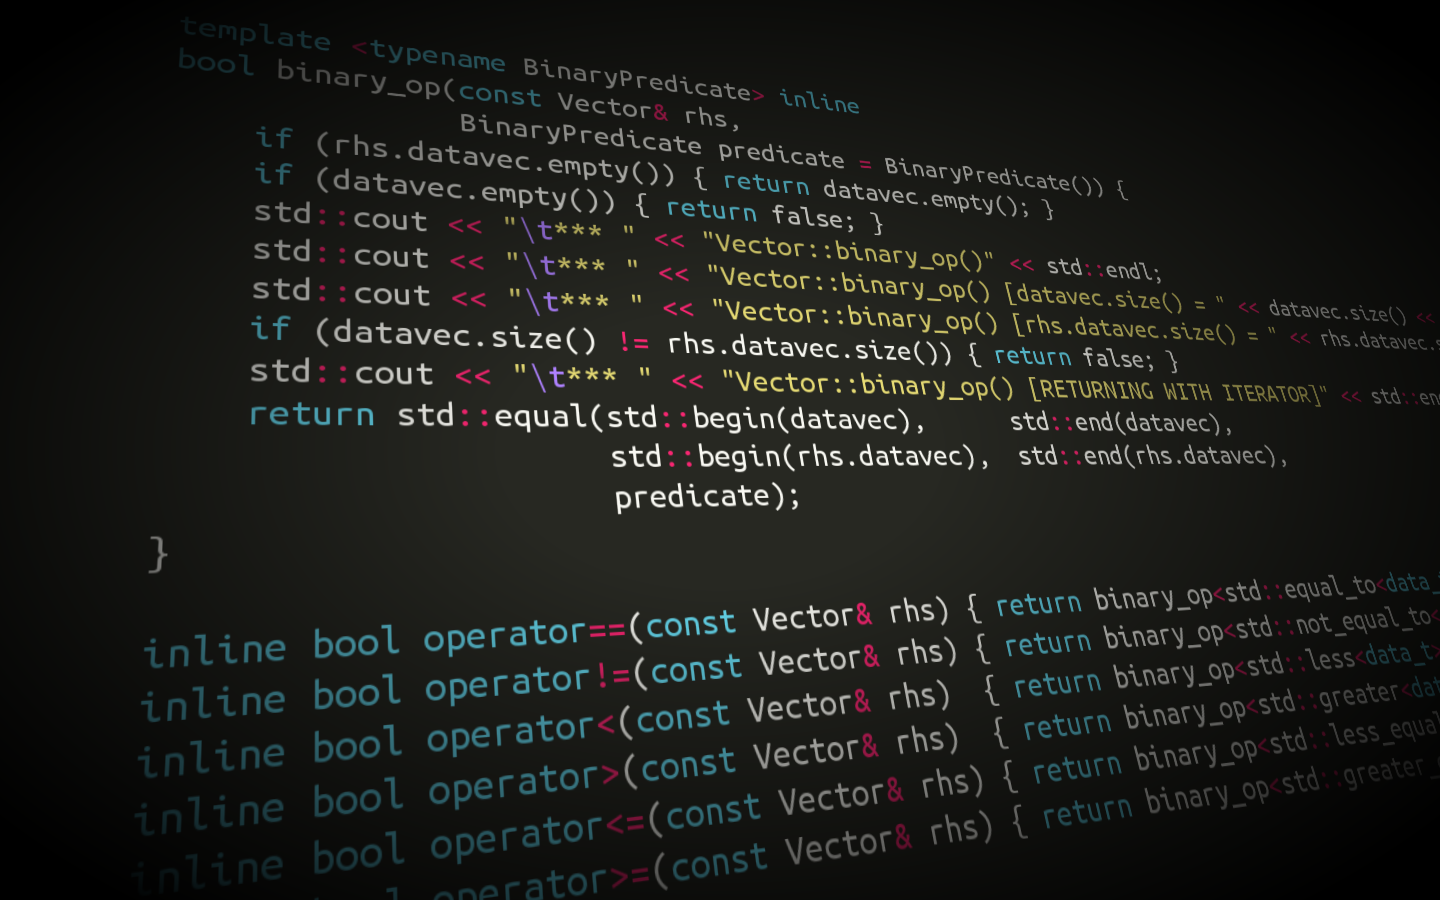 template <typename BinaryPredicate> inline
bool binary_op(const Vector& rhs,
BinaryPredicate predicate = BinaryPredicate()) {
if (rhs.datavec.empty()) { return datavec.empty(); }
if (datavec.empty()) { return false; }
std::cout << "\t*** " << "Vector::binary_op()" << std::endl;
std::cout << "\t*** " << "Vector::binary_op() [datavec.size() = " << datavec.size() <<
std::cout << "\t*** " << "Vector::binary_op() [rhs.datavec.size() = " << rhs.datavec.s
if (datavec.size() != rhs.datavec.size()) { return false; }
std::cout << "\t*** " << "Vector::binary_op() [RETURNING WITH ITERATOR]" << std::en
return std::equal(std::begin(datavec), std::end(datavec),
std::begin(rhs.datavec), std::end(rhs.datavec),
predicate);
}
inline bool operator==(const Vector& rhs) { return binary_op<std::equal_to<data_
inline bool operator!=(const Vector& rhs) { return binary_op<std::not_equal_to<
inline bool operator<(const Vector& rhs) { return binary_op<std::less<data_t>
inline bool operator>(const Vector& rhs) { return binary_op<std::greater<dat
inline bool operator<=(const Vector& rhs) { return binary_op<std::less_equal
operator>=(const Vector& rhs) { return binary_op<std::greater_